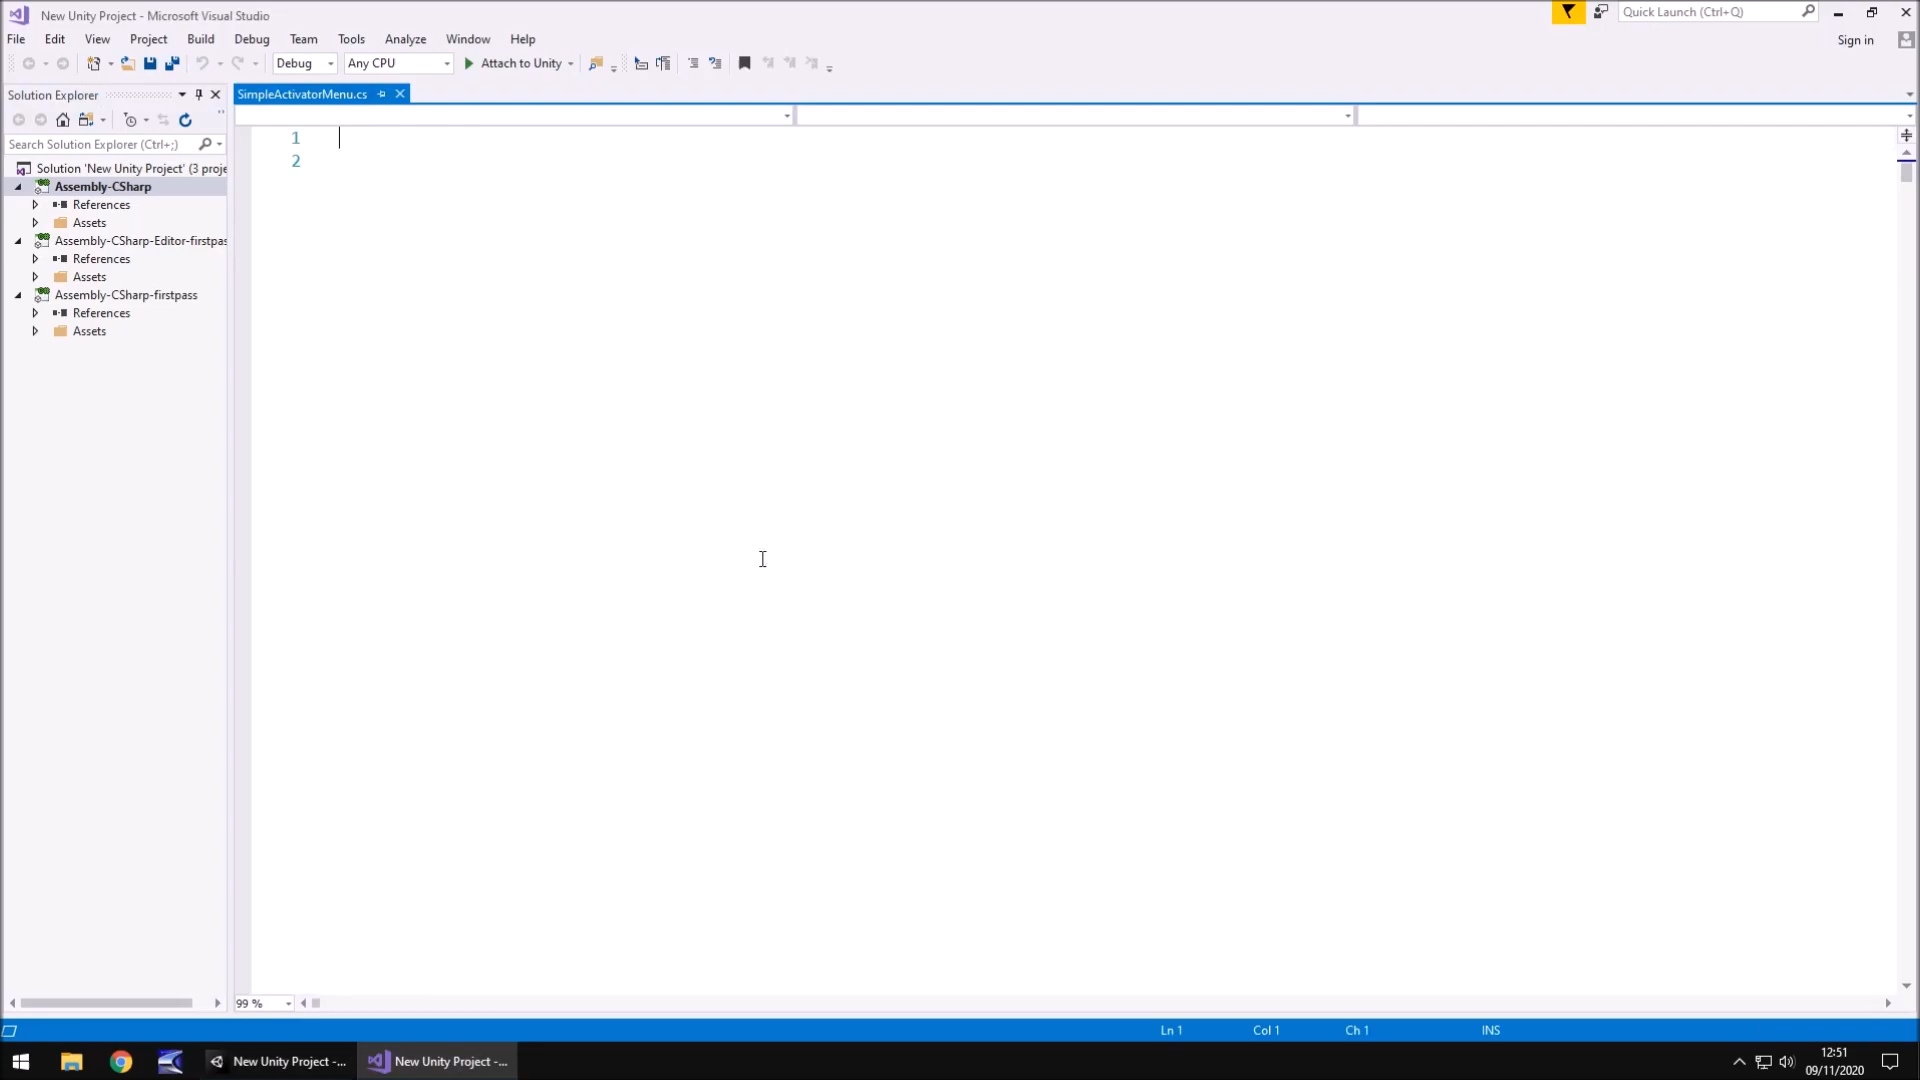 New Unity Project - Microsoft Visual Studio
Quick Launch (Ctrl+Q)
File Edit View Project Build Debug Team Tools Analyze Window Help
Sign in
Debug Any CPU Attach to Unity
Solution Explorer
SimpleActivatorMenu.cs
Search Solution Explorer (Ctrl+;)
1
2
Solution 'New Unity Project' (3 proje
Assembly-CSharp
References
Assets
Assembly-CSharp-Editor-firstpas
References
Assets
Assembly-CSharp-firstpass
References
Assets
99 %
Ln 1 Col 1 Ch 1 INS
New Unity Project -...
New Unity Project -...
12:51
09/11/2020